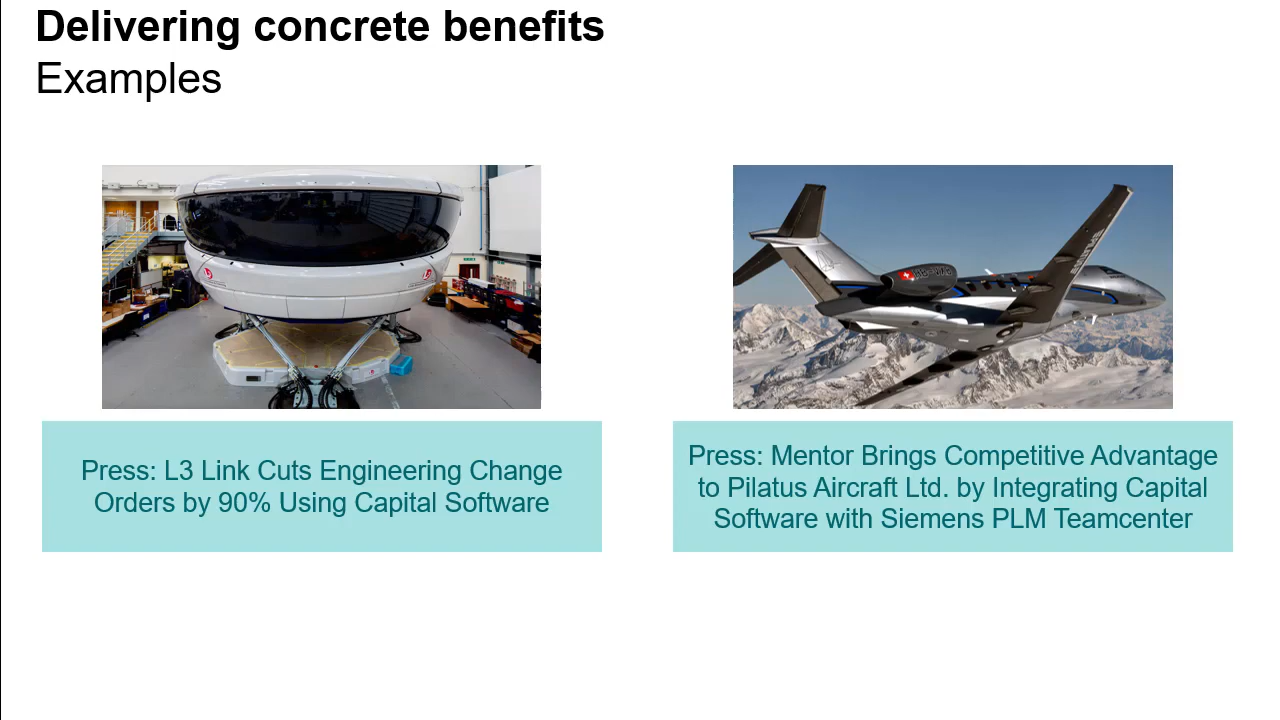 Delivering concrete benefits
Examples
Press: L3 Link Cuts Engineering Change
Orders by 90% Using Capital Software
Press: Mentor Brings Competitive Advantage
to Pilatus Aircraft Ltd. by Integrating Capital
Software with Siemens PLM Teamcenter